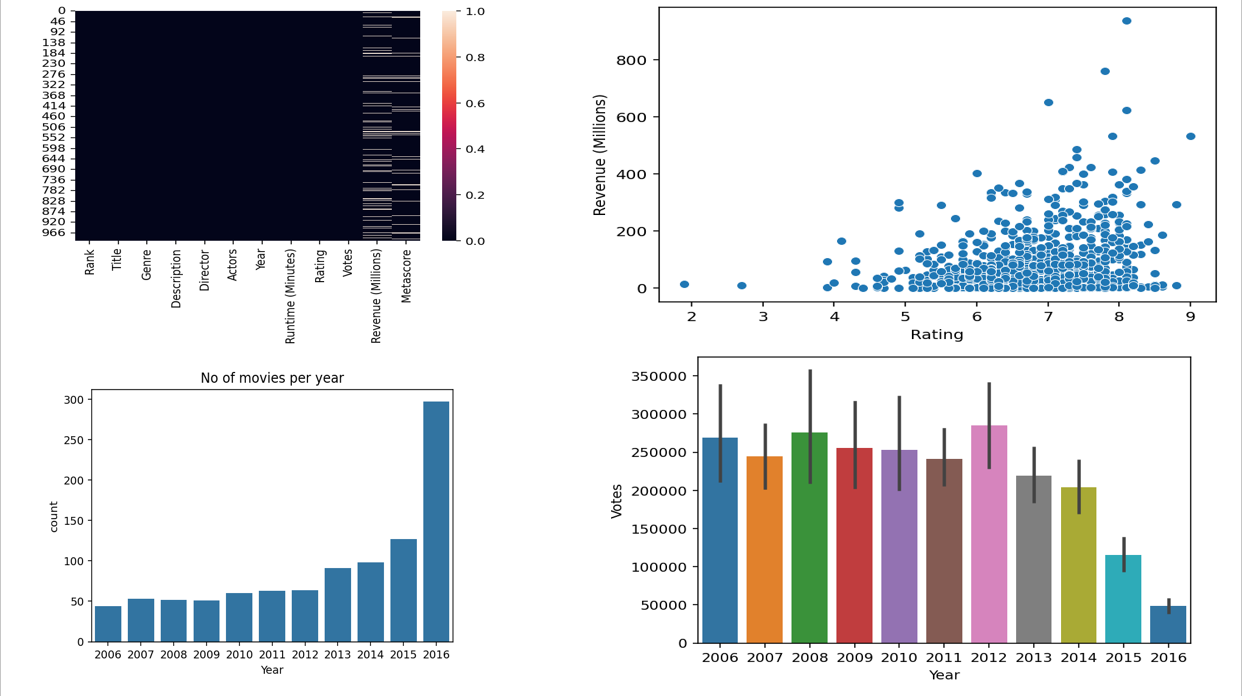 0
46
92
138
184
230
276
322
368
414
460
506
552
598
644
690
736
782
828
874
920
966
1.0
0.8
0.6
0.4
0.2
0.0
Rank
Title
Genre
Description
Director
Actors
Year
Runtime (Minutes)
Rating
Votes
Revenue (Millions)
Metascore
Revenue (Millions)
800
600
400
200
0
2 3 4 5 6 7 8 9
Rating
No of movies per year
count
300
250
200
150
100
50
0
2006 2007 2008 2009 2010 2011 2012 2013 2014 2015 2016
Year
Votes
350000
300000
250000
200000
150000
100000
50000
0
2006 2007 2008 2009 2010 2011 2012 2013 2014 2015 2016
Year